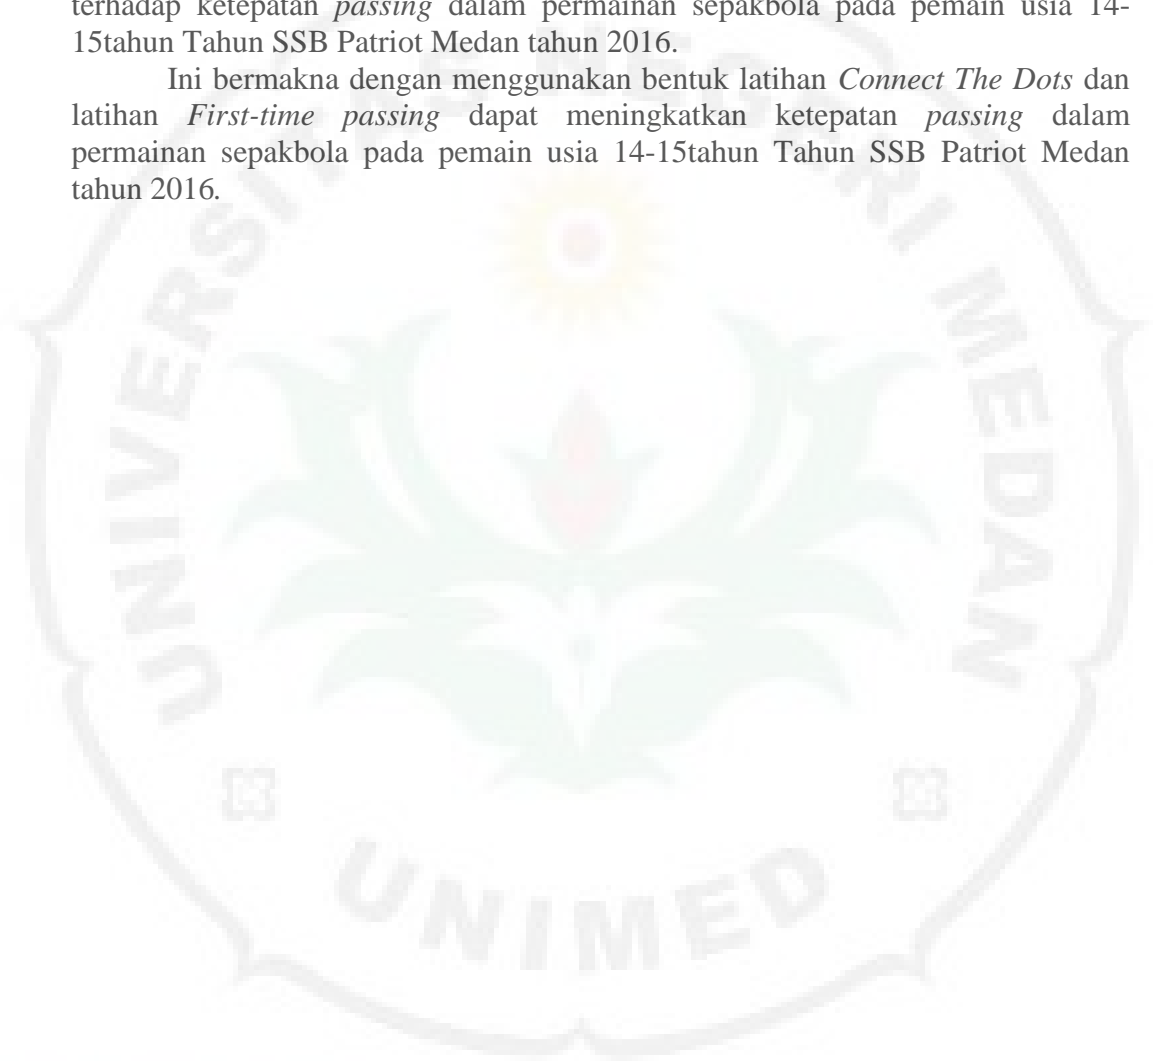 terhadap ketepatan passing dalam permainan sepakbola pada pemain usia 14-
15tahun Tahun SSB Patriot Medan tahun 2016.
Ini bermakna dengan menggunakan bentuk latihan Connect The Dots dan
latihan First-time passing dapat meningkatkan ketepatan passing dalam
permainan sepakbola pada pemain usia 14-15tahun Tahun SSB Patriot Medan
tahun 2016.
UNIVERSITAS NEGERI MEDAN
UNIMED